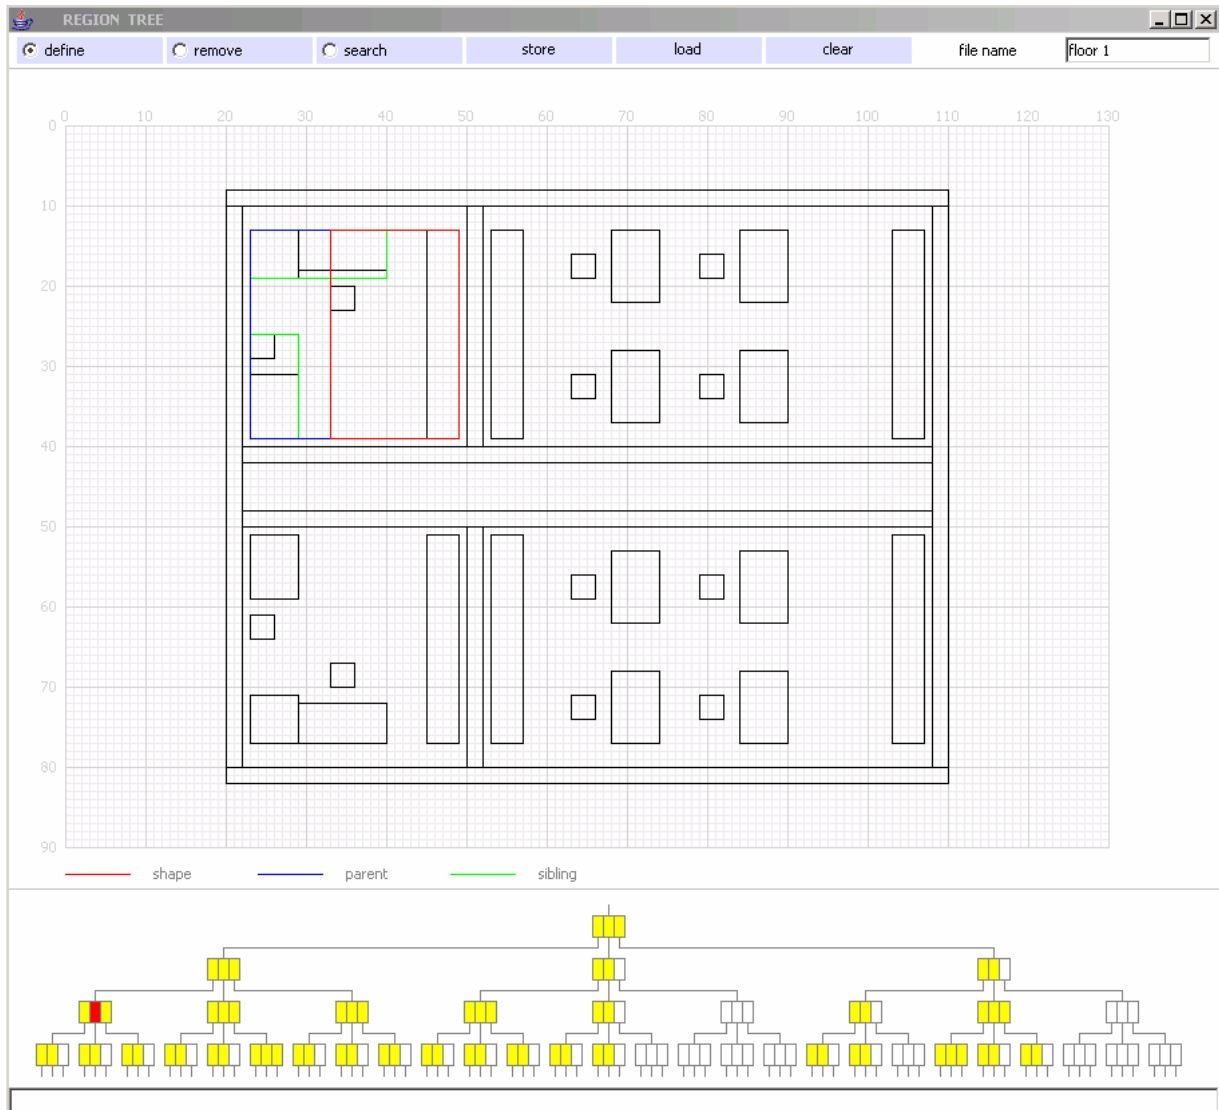 REGION TREE
define remove search store load clear file name floor 1
0 10 20 30 40 50 60 70 80 90 100 110 120 130
0
10
20
30
40
50
60
70
80
90
shape parent sibling